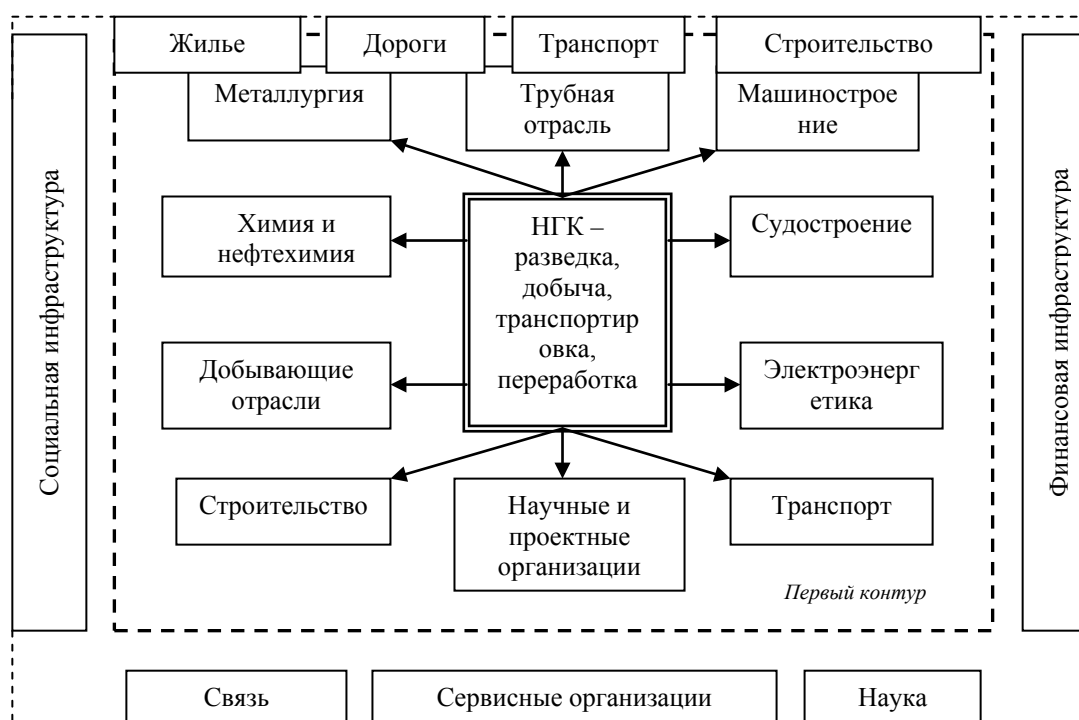 Жилье
Дороги
Транспорт
Строительство
Металлургия
Трубная
отрасль
Машинострое
ние
Социальная инфраструктура
Финансовая инфраструктура
Химия и
нефтехимия
НГК –
разведка,
добыча,
транспортир
овка,
переработка
Судостроение
Добывающие
отрасли
Электроэнерг
етика
Строительство
Научные и
проектные
организации
Транспорт
Первый контур
Связь
Сервисные организации
Наука